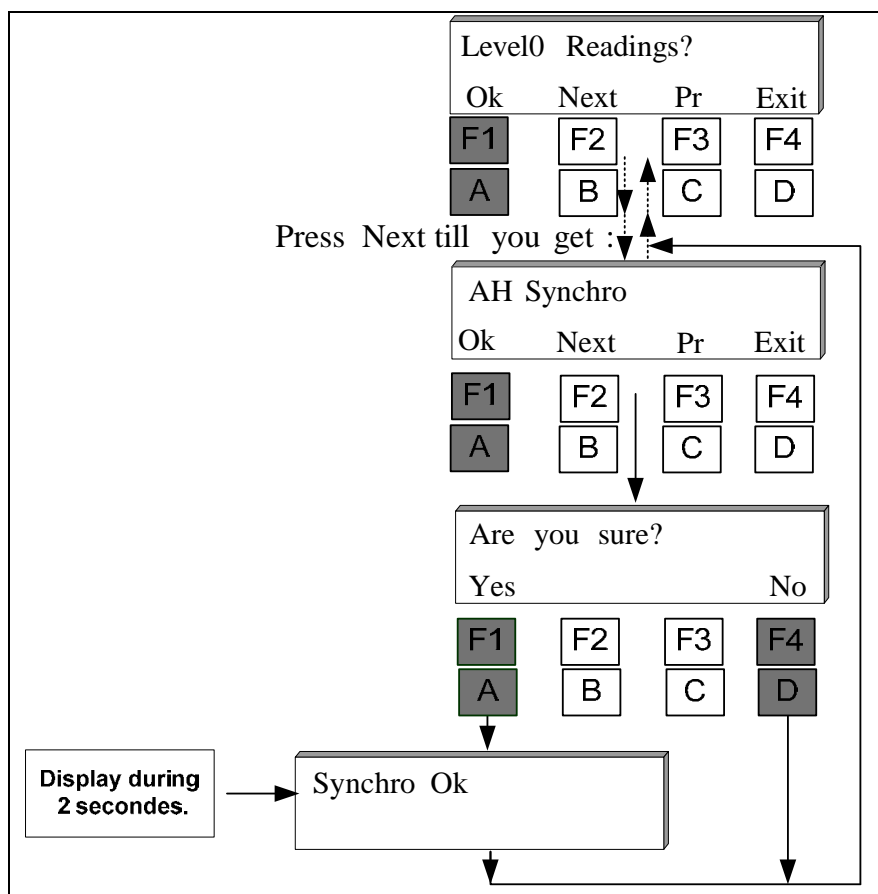 Level0 Readings?
Ok Next Pr Exit
F1 F2 F3 F4
A B C D
Press Next till you get :
AH Synchro
Ok Next Pr Exit
F1 F2 F3 F4
A B C D
Are you sure?
Yes No
F1 F2 F3 F4
A B C D
Display during
2 secondes.
Synchro Ok